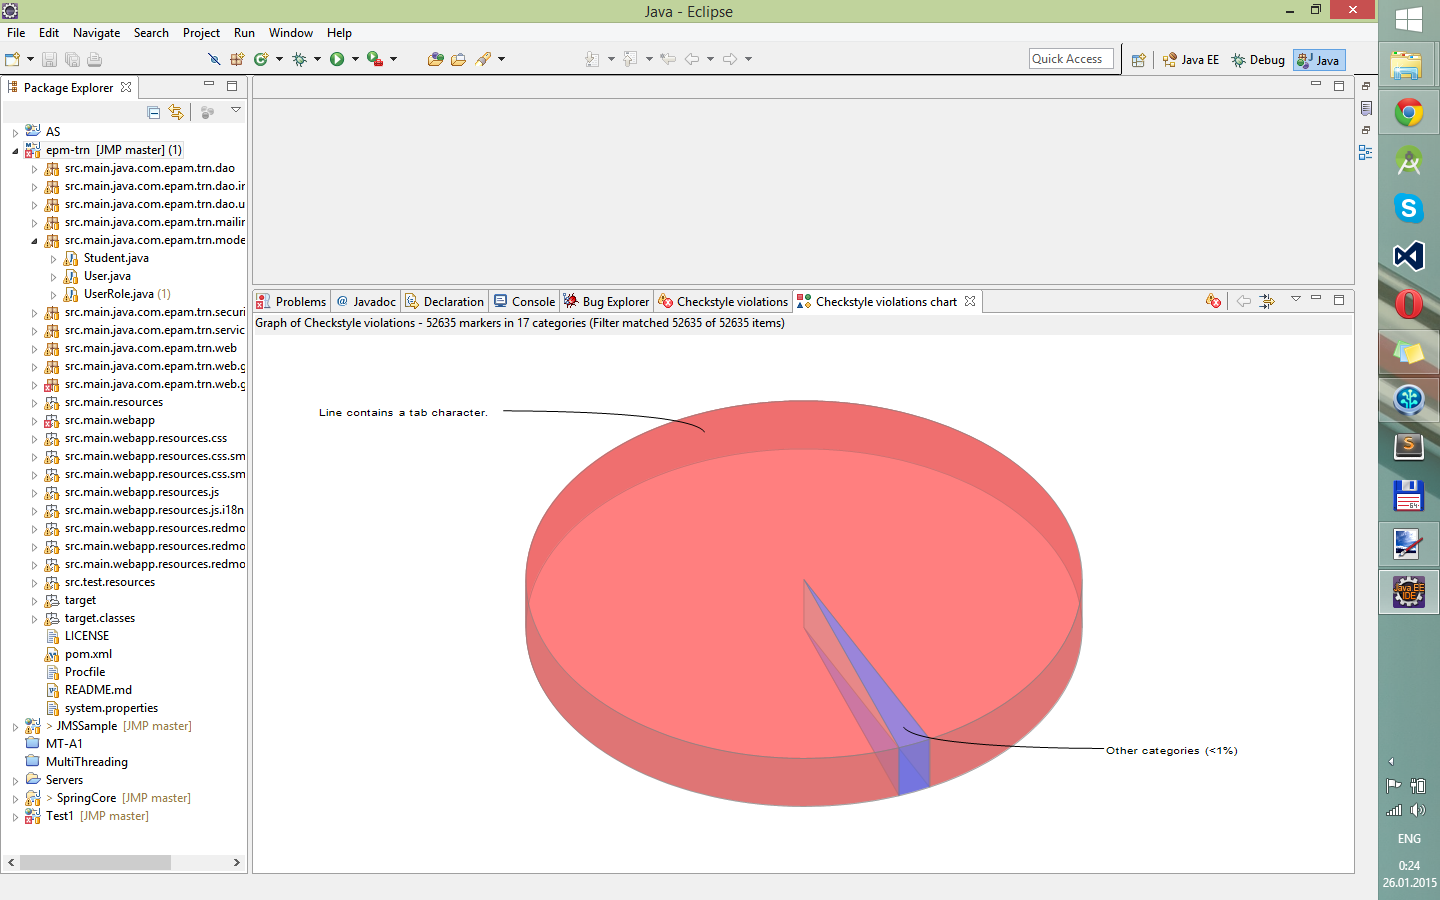 Java - Eclipse
File Edit Navigate Search Project Run Window Help
Quick Access
Java EE
Debug
Java
Package Explorer
AS
epm-trn [JMP master] (1)
src.main.java.com.epam.trn.dao
src.main.java.com.epam.trn.dao.ir
src.main.java.com.epam.trn.dao.u
src.main.java.com.epam.trn.mailir
src.main.java.com.epam.trn.mode
Student.java
User.java
UserRole.java (1)
src.main.java.com.epam.trn.securi
src.main.java.com.epam.trn.servic
src.main.java.com.epam.trn.web
src.main.java.com.epam.trn.web.g
src.main.java.com.epam.trn.web.g
src.main.resources
src.main.webapp
src.main.webapp.resources.css
src.main.webapp.resources.css.sm
src.main.webapp.resources.css.sm
src.main.webapp.resources.js
src.main.webapp.resources.js.i18n
src.main.webapp.resources.redmo
src.main.webapp.resources.redmo
src.main.webapp.resources.redmo
src.test.resources
target
target.classes
LICENSE
pom.xml
Procfile
README.md
system.properties
> JMSSample [JMP master]
MT-A1
MultiThreading
Servers
> SpringCore [JMP master]
Test1 [JMP master]
Problems @ Javadoc Declaration Console Bug Explorer Checkstyle violations Checkstyle violations chart
Graph of Checkstyle violations - 52635 markers in 17 categories (Filter matched 52635 of 52635 items)
Line contains a tab character.
Other categories (<1%)
Java EE
IDE
ENG
0:24
26.01.2015